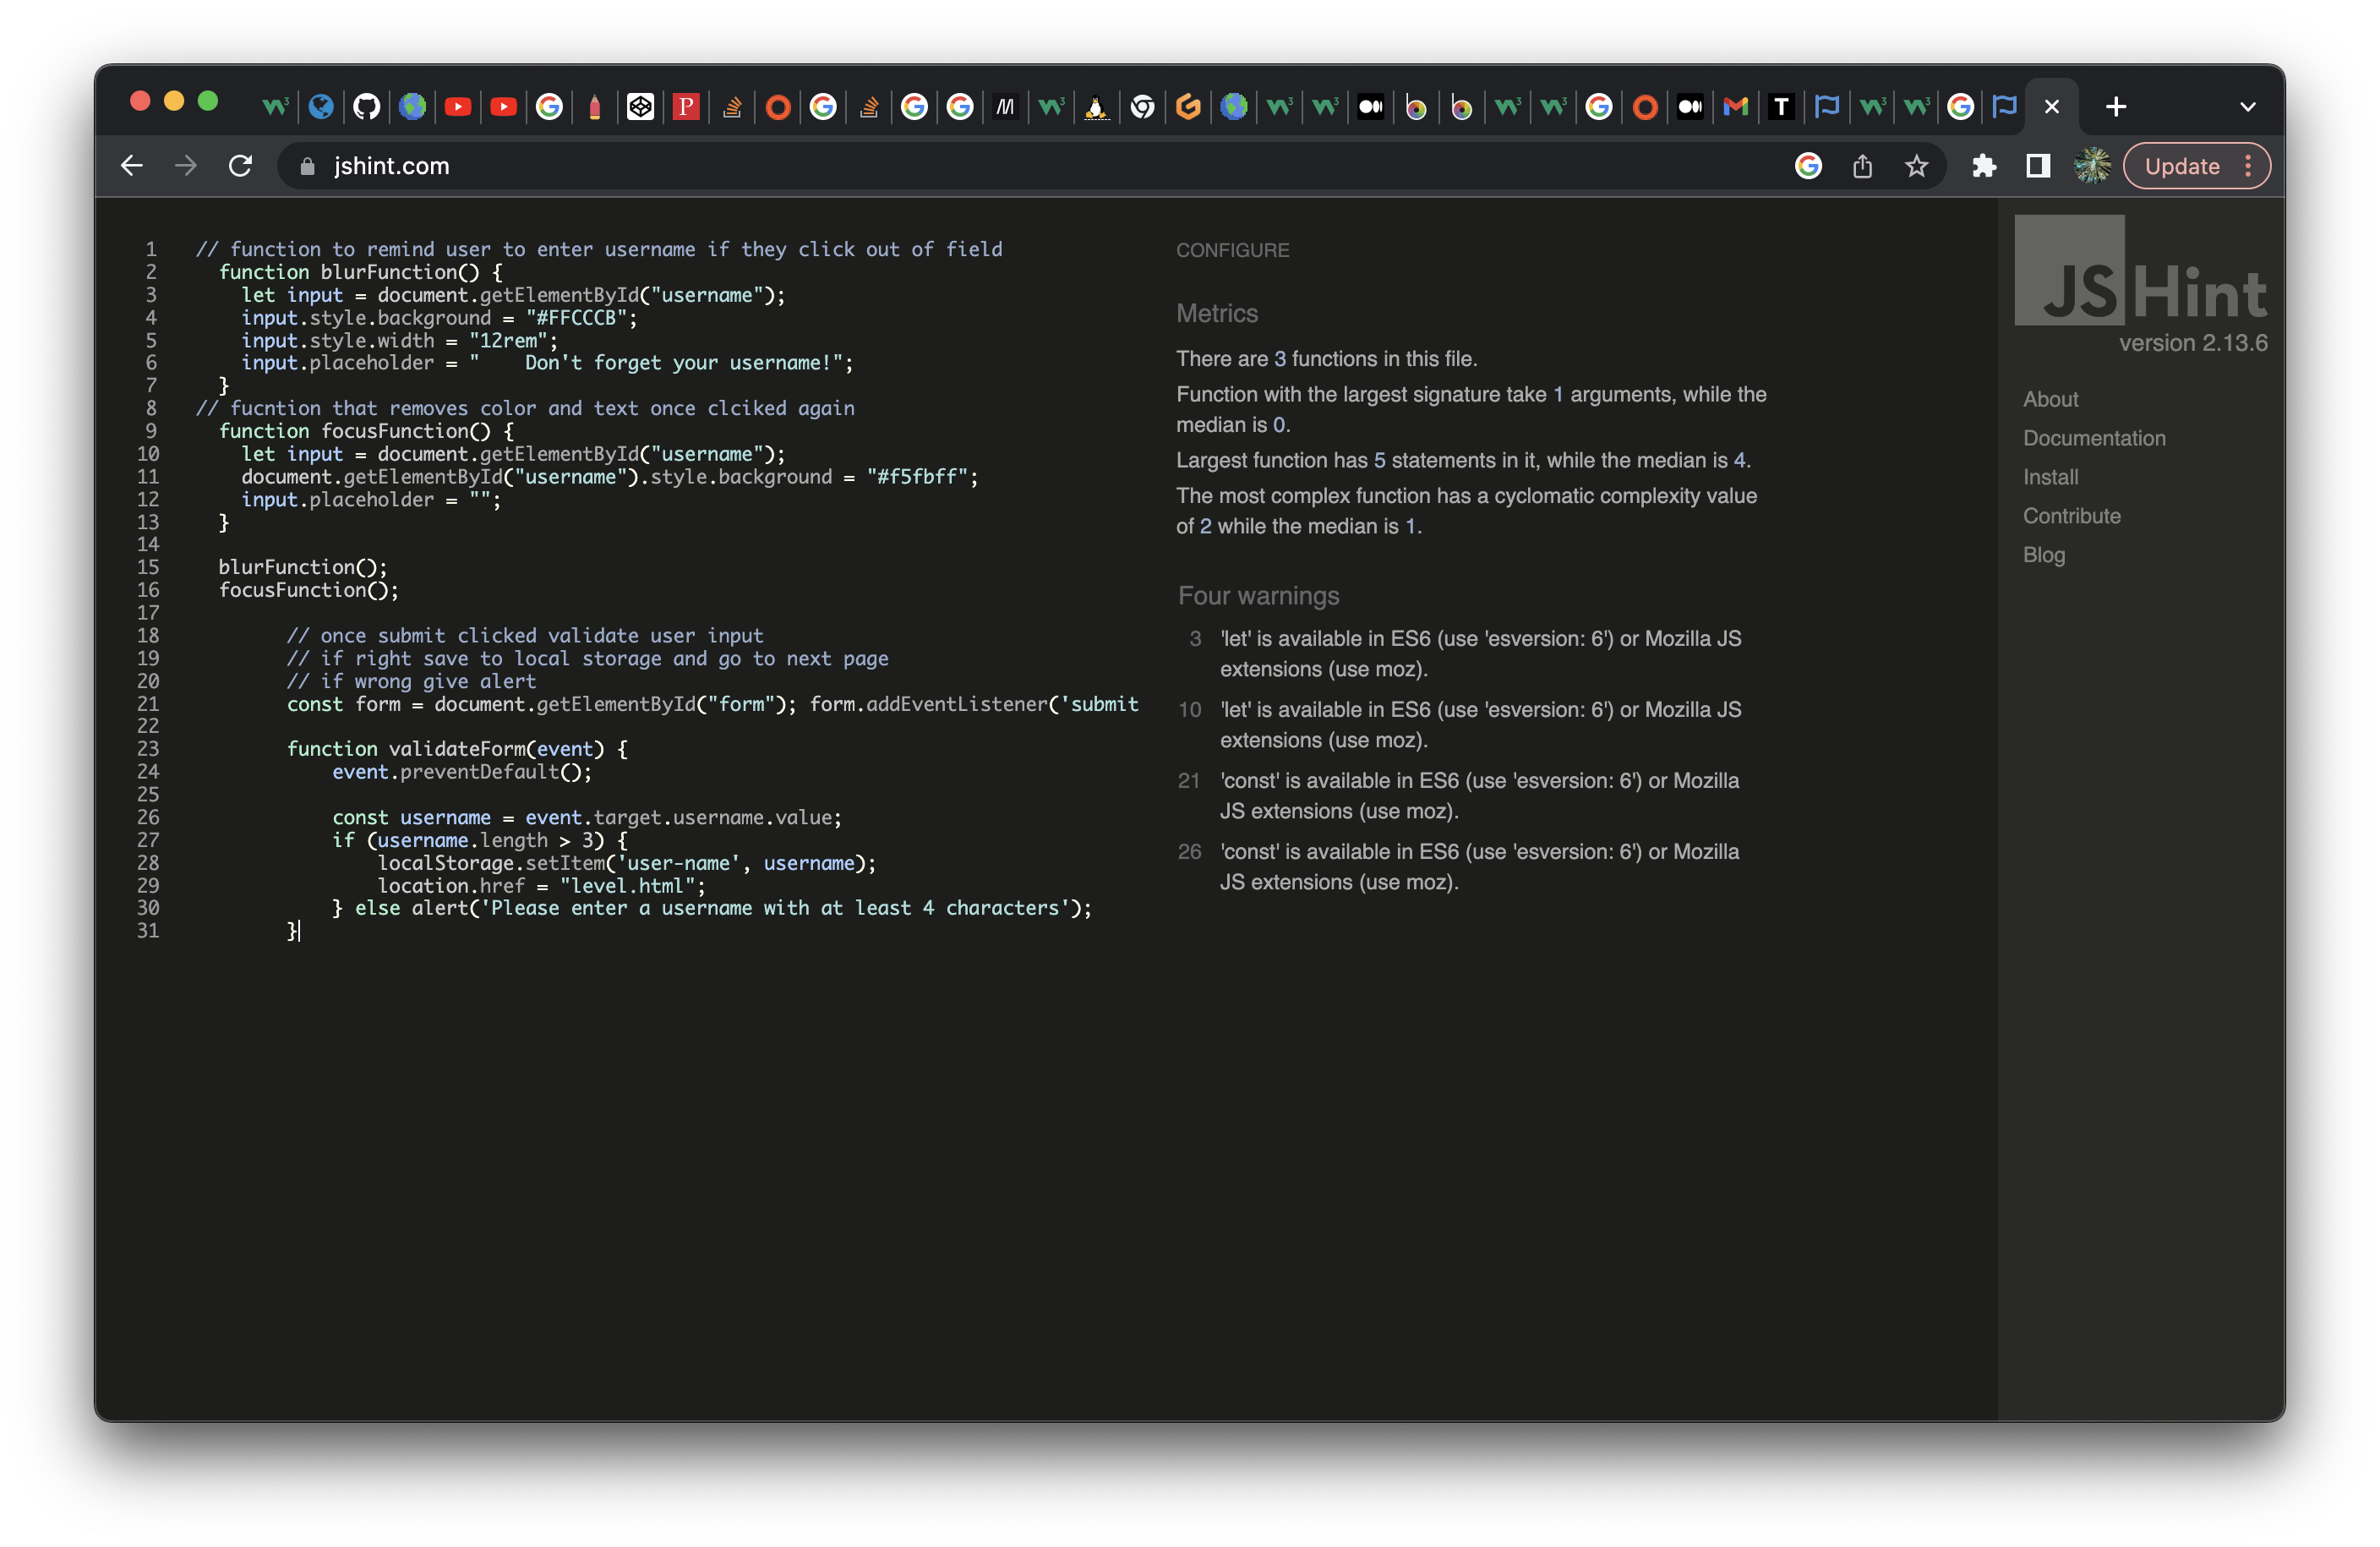 jshint.com
Update
1 // function to remind user to enter username if they click out of field
2 function blurFunction() {
3 let input = document.getElementById("username");
4 input.style.background = "#FFCCCB";
5 input.style.width = "12rem";
6 input.placeholder = "    Don't forget your username!";
7 }
8 // fucntion that removes color and text once clciked again
9 function focusFunction() {
10 let input = document.getElementById("username");
11 document.getElementById("username").style.background = "#f5fbff";
12 input.placeholder = "";
13 }
14
15 blurFunction();
16 focusFunction();
17
18 // once submit clicked validate user input
19 // if right save to local storage and go to next page
20 // if wrong give alert
21 const form = document.getElementById("form"); form.addEventListener('submit
22
23 function validateForm(event) {
24 event.preventDefault();
25
26 const username = event.target.username.value;
27 if (username.length > 3) {
28 localStorage.setItem('user-name', username);
29 location.href = "level.html";
30 } else alert('Please enter a username with at least 4 characters');
31 }
CONFIGURE
Metrics
There are 3 functions in this file.
Function with the largest signature take 1 arguments, while the
median is 0.
Largest function has 5 statements in it, while the median is 4.
The most complex function has a cyclomatic complexity value
of 2 while the median is 1.
Four warnings
3 'let' is available in ES6 (use 'esversion: 6') or Mozilla JS
extensions (use moz).
10 'let' is available in ES6 (use 'esversion: 6') or Mozilla JS
extensions (use moz).
21 'const' is available in ES6 (use 'esversion: 6') or Mozilla
JS extensions (use moz).
26 'const' is available in ES6 (use 'esversion: 6') or Mozilla
JS extensions (use moz).
JSHint
version 2.13.6
About
Documentation
Install
Contribute
Blog